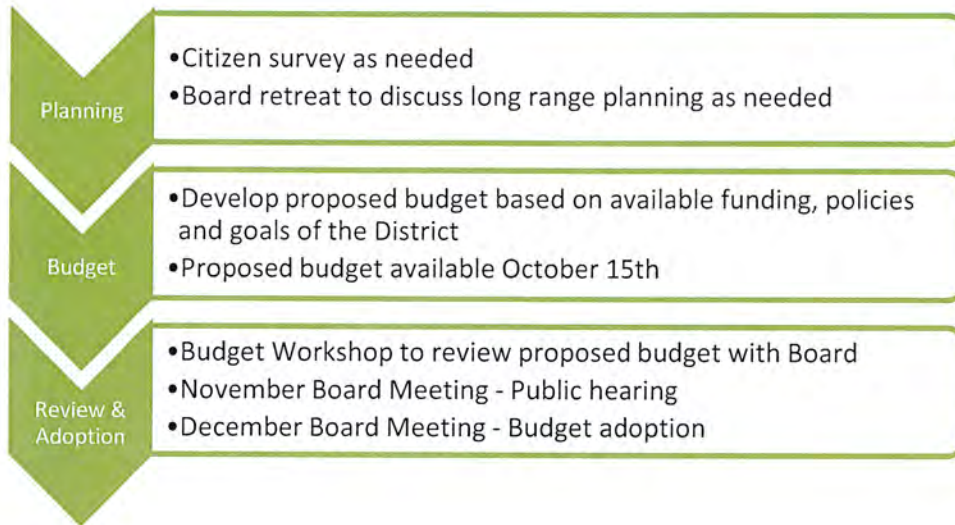 Planning
•Citizen survey as needed
•Board retreat to discuss long range planning as needed
Budget
•Develop proposed budget based on available funding, policies
and goals of the District
•Proposed budget available October 15th
Review &
Adoption
•Budget Workshop to review proposed budget with Board
•November Board Meeting - Public hearing
•December Board Meeting - Budget adoption